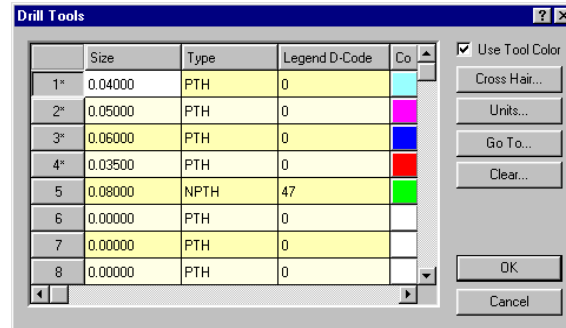 Drill Tools
Size Type Legend D-Code Co
Use Tool Color
1* 0.04000 PTH 0
Cross Hair...
2* 0.05000 PTH 0
Units...
3* 0.06000 PTH 0
Go To...
4* 0.03500 PTH 0
Clear...
5 0.08000 NPTH 47
6 0.00000 PTH 0
7 0.00000 PTH 0
8 0.00000 PTH 0
OK
Cancel